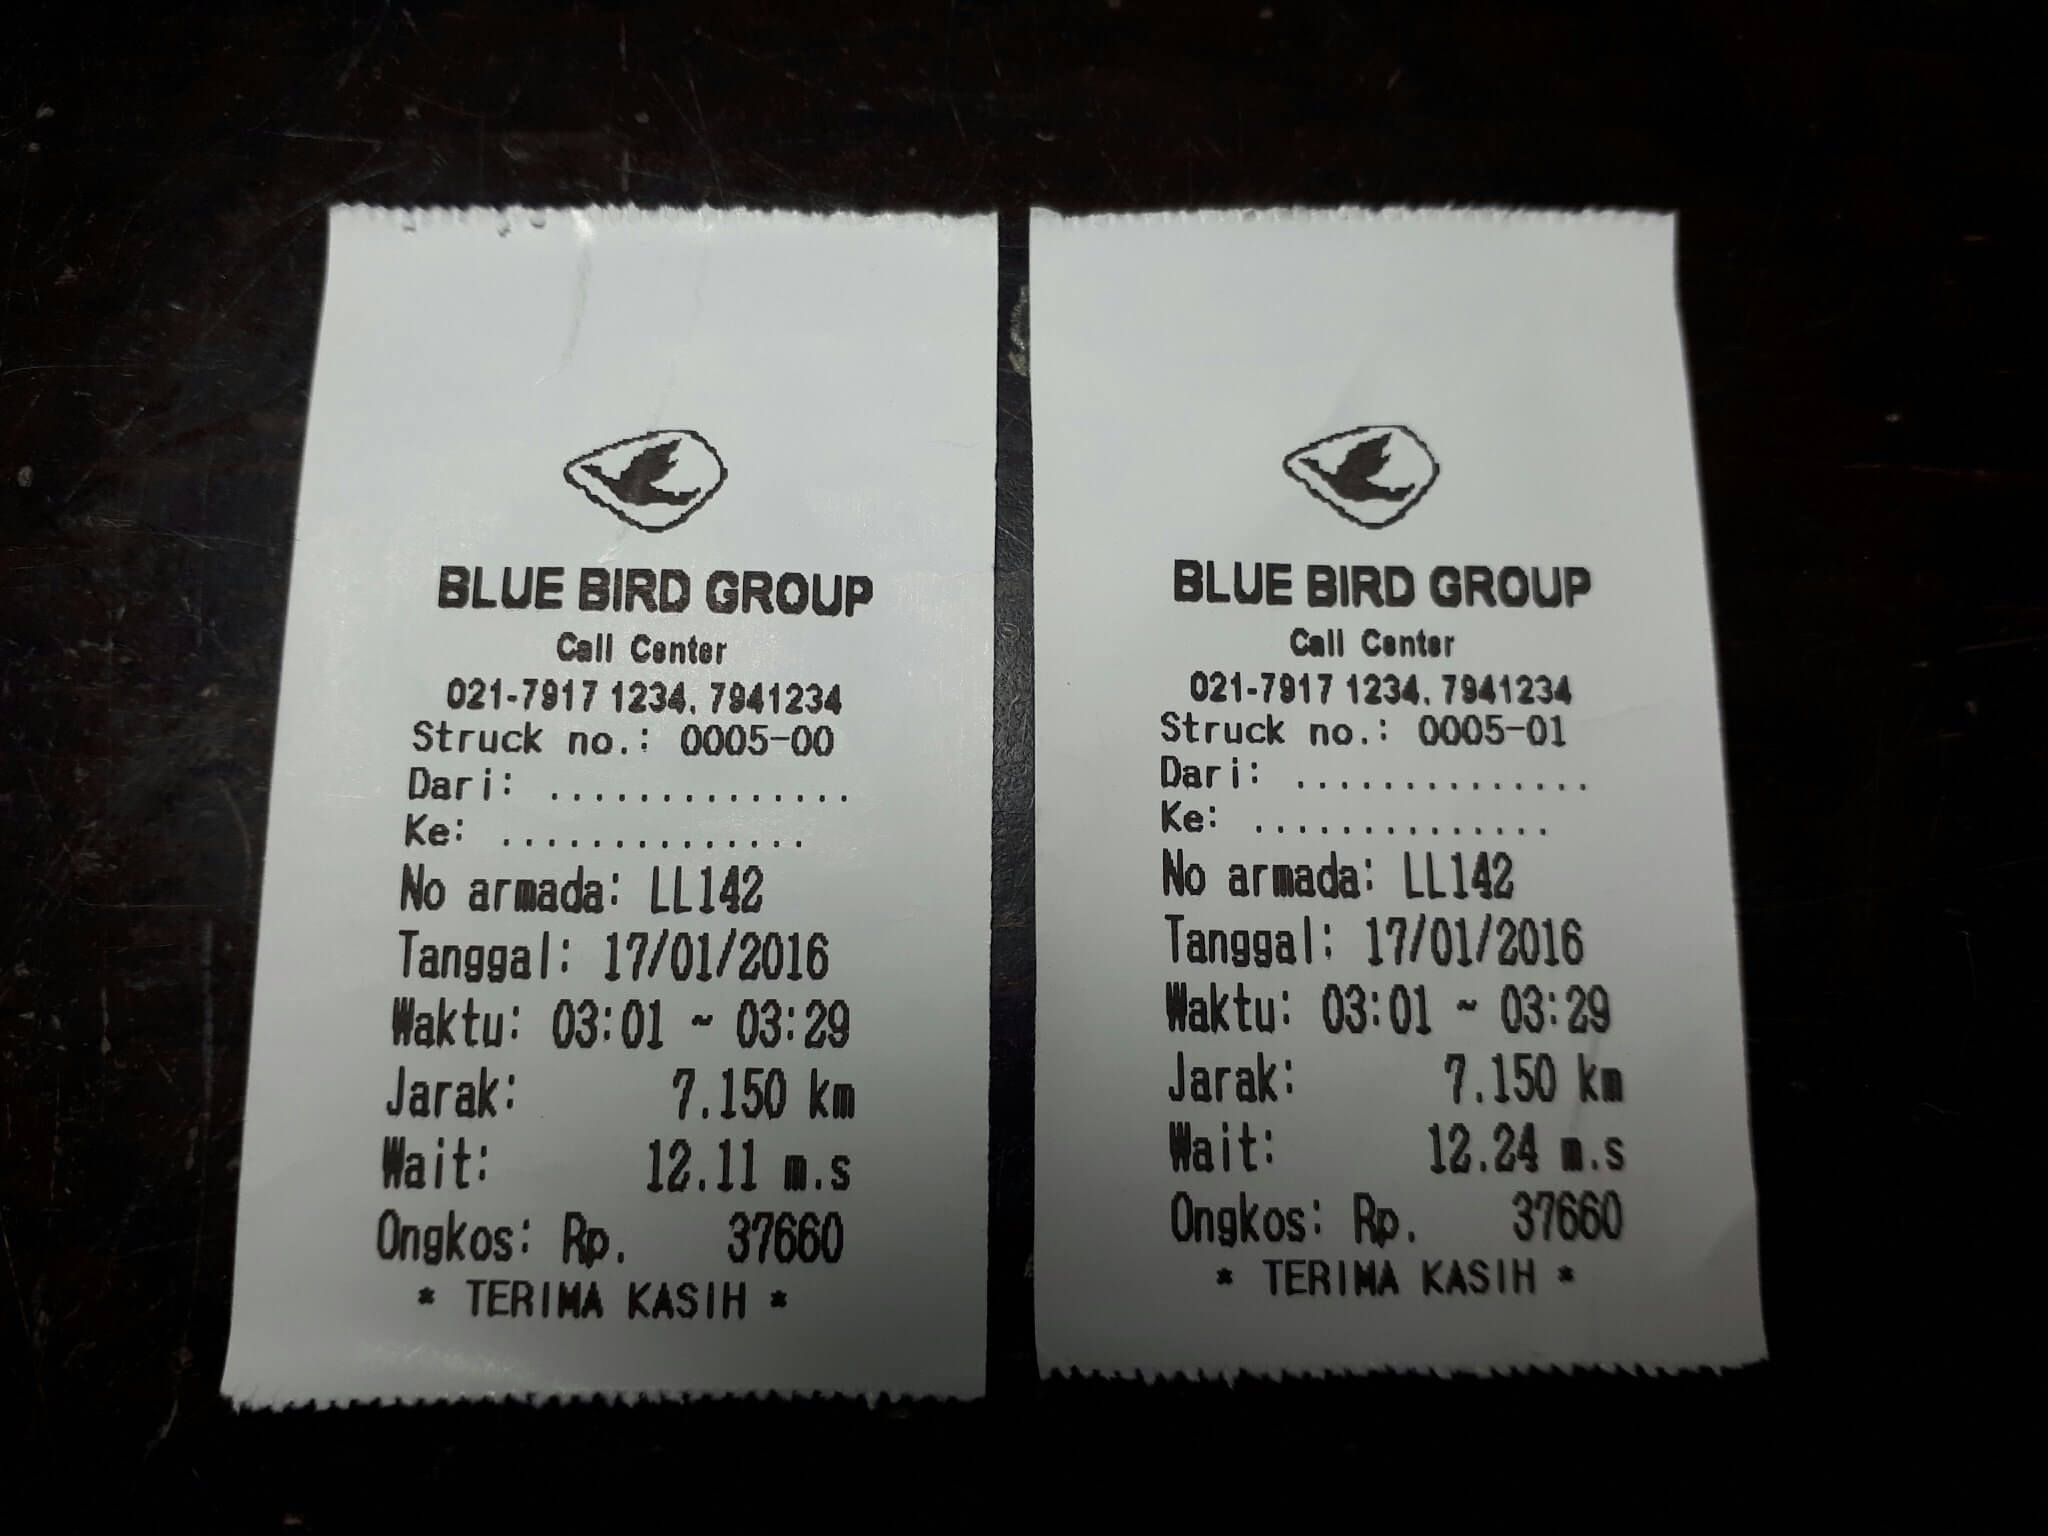 BLUE BIRD GROUP
Call Center
021-7917 1234, 7941234
Struck no.: 0005-00
Dari: ..............
Ke: ..............
No armada: LL142
Tanggal: 17/01/2016
Waktu: 03:01 ~ 03:29
Jarak: 7.150 km
Wait: 12.11 m.s
Ongkos: Rp. 37660
* TERIMA KASIH *
BLUE BIRD GROUP
Call Center
021-7917 1234, 7941234
Struck no.: 0005-01
Dari: ..............
Ke: ..............
No armada: LL142
Tanggal: 17/01/2016
Waktu: 03:01 ~ 03:29
Jarak: 7.150 km
Wait: 12.24 m.s
Ongkos: Rp. 37660
* TERIMA KASIH *